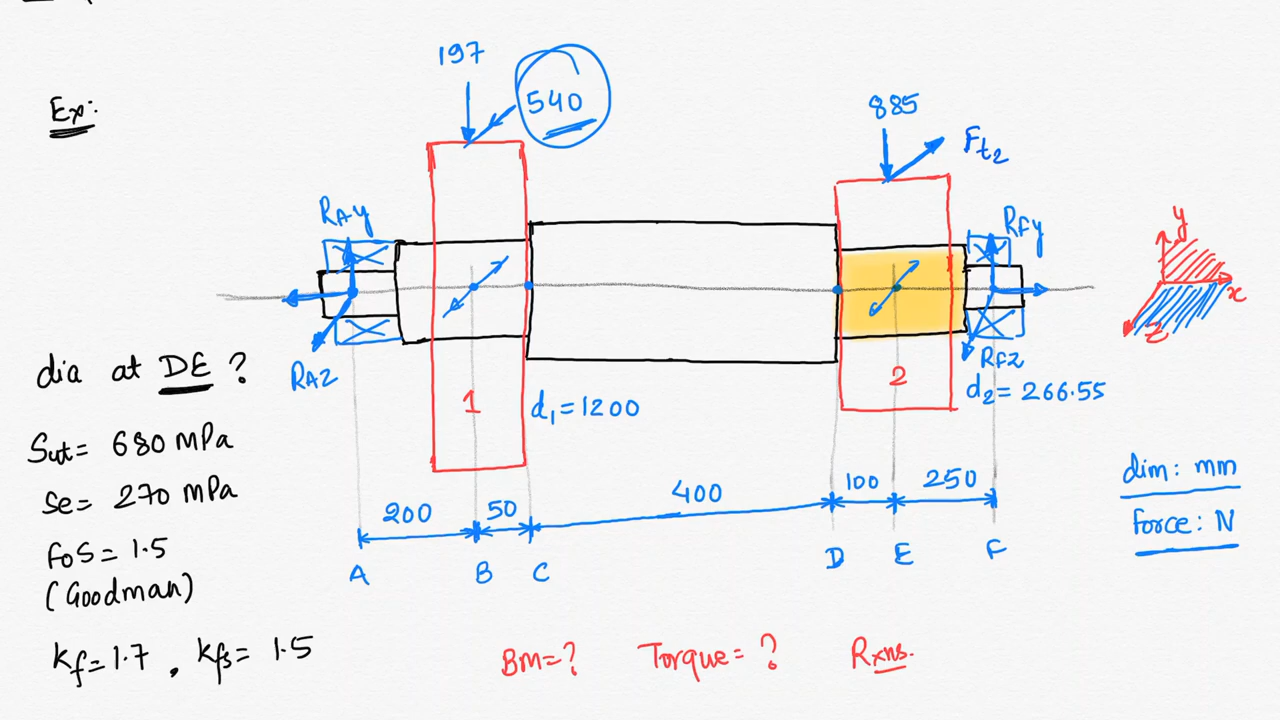 Ex:
197
540
885
Ft2
RAy
RFy
y
x
z
RAZ
RFZ
1
2
d1 = 1200
d2 = 266.55
dia at DE ?
Sut = 680 MPa
Se = 270 MPa
FoS = 1.5
(Goodman)
kf = 1.7 , kfs = 1.5
200
50
400
100
250
A
B
C
D
E
F
dim: mm
force: N
BM = ?
Torque = ?
Rxns.